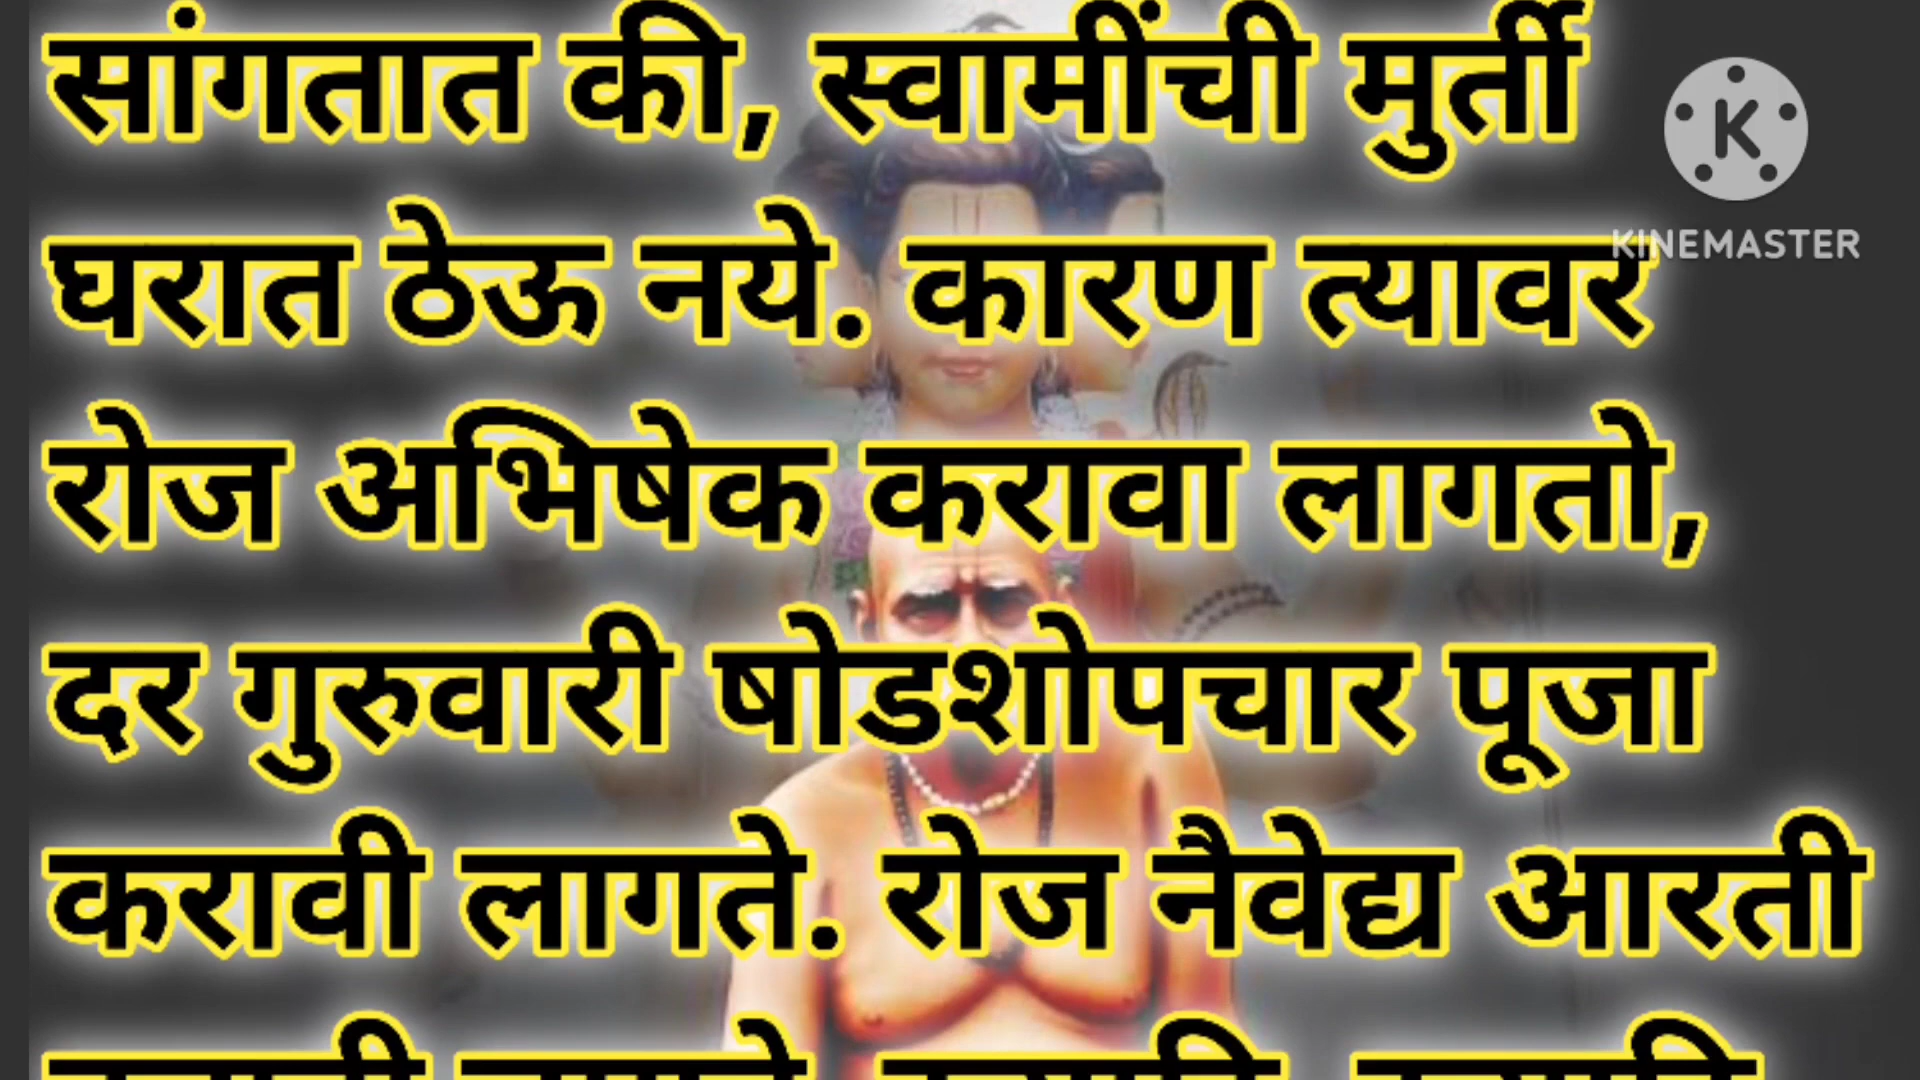 सांगतात की, स्वामींची मुर्ती
घरात ठेऊ नये. कारण त्यावर
रोज अभिषेक करावा लागतो,
दर गुरुवारी षोडशोपचार पूजा
करावी लागते. रोज नैवेद्य आरती
K
KINEMASTER